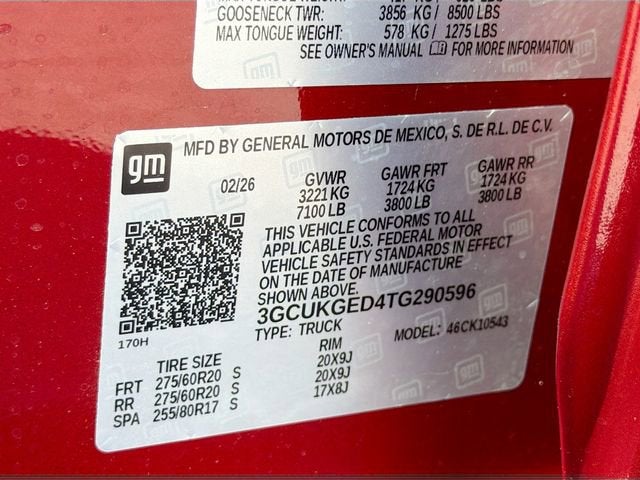 GOOSENECK TWR: 3856 KG / 8500 LBS
MAX TONGUE WEIGHT: 578 KG / 1275 LBS
SEE OWNER'S MANUAL FOR MORE INFORMATION
gm
MFD BY GENERAL MOTORS DE MEXICO, S. DE R.L. DE C.V.
02/26
GVWR GAWR FRT GAWR RR
3221 KG 1724 KG 1724 KG
7100 LB 3800 LB 3800 LB
THIS VEHICLE CONFORMS TO ALL
APPLICABLE U.S. FEDERAL MOTOR
VEHICLE SAFETY STANDARDS IN EFFECT
ON THE DATE OF MANUFACTURE
SHOWN ABOVE.
3GCUKGED4TG290596
TYPE: TRUCK MODEL: 46CK10543
170H
TIRE SIZE RIM
FRT 275/60R20 S 20X9J
RR 275/60R20 S 20X9J
SPA 255/80R17 S 17X8J